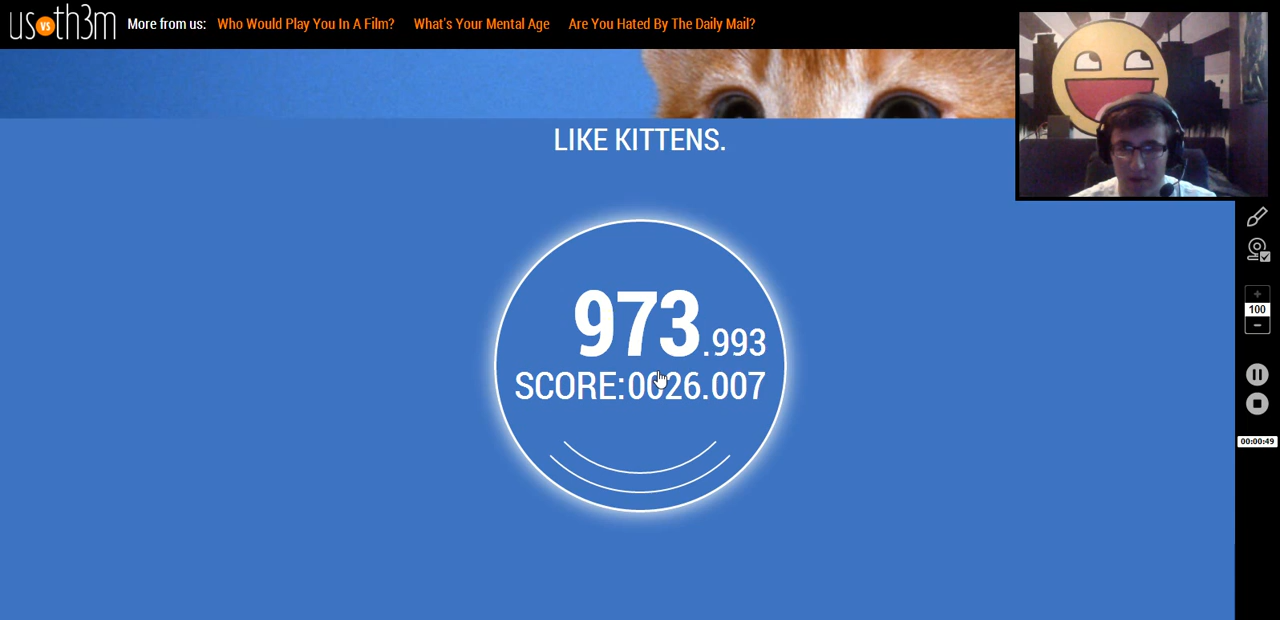 usvsth3m More from us: Who Would Play You In A Film? What's Your Mental Age Are You Hated By The Daily Mail?
LIKE KITTENS.
973.993
SCORE:0026.007
+
100
-
00:00:49